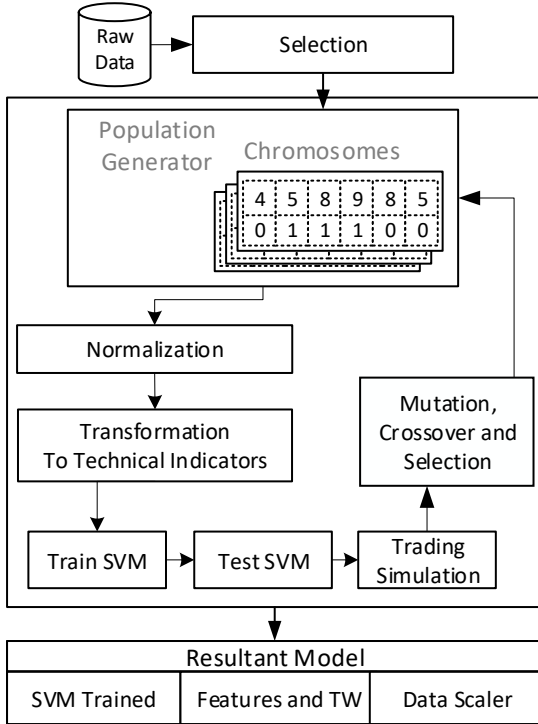 Raw
Data
Selection
Population
Generator
Chromosomes
4 5 8 9 8 5
0 1 1 1 0 0
Normalization
Transformation
To Technical Indicators
Mutation,
Crossover and
Selection
Train SVM
Test SVM
Trading
Simulation
Resultant Model
SVM Trained
Features and TW
Data Scaler